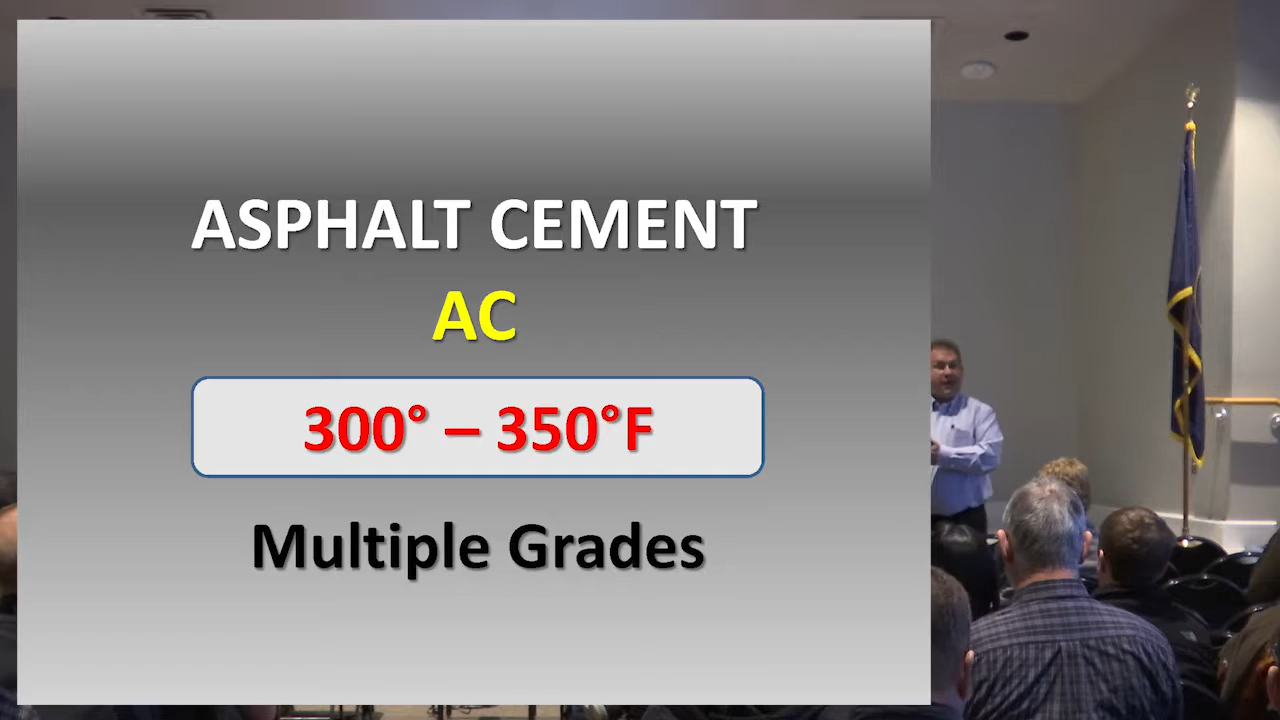 ASPHALT CEMENT
AC
300° – 350°F
Multiple Grades